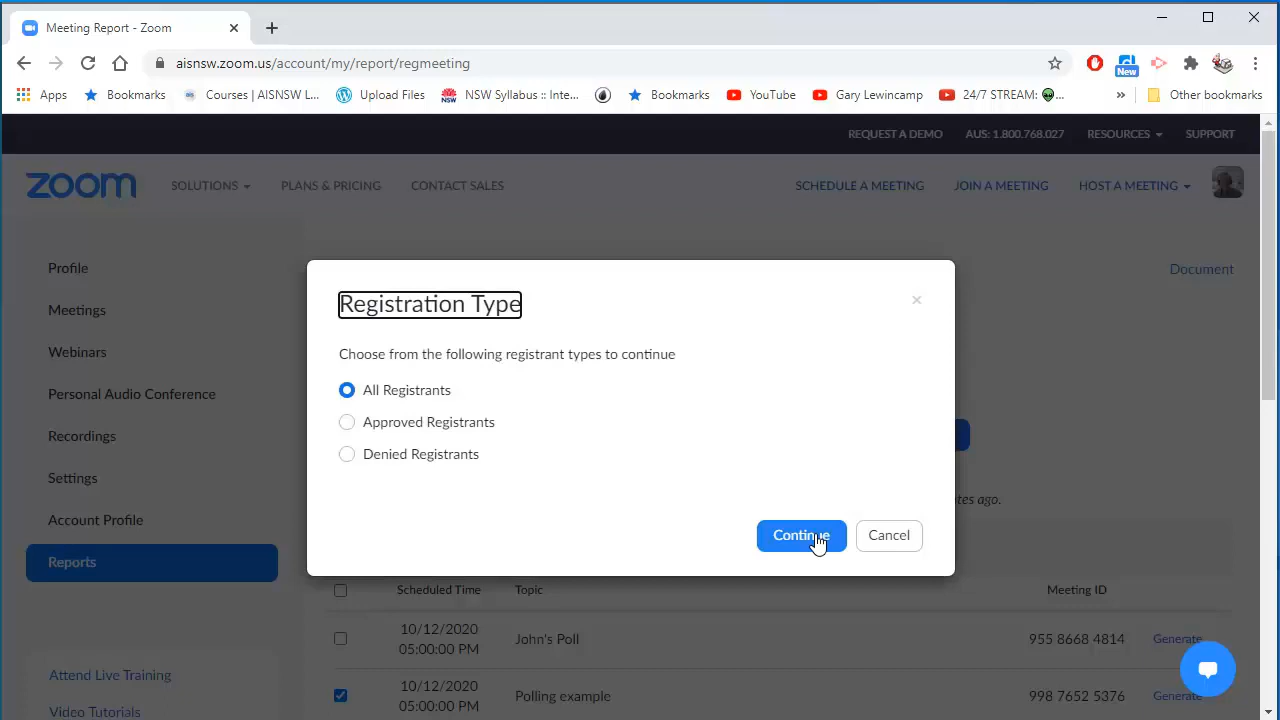 Meeting Report - Zoom
aisnsw.zoom.us/account/my/report/regmeeting
New
Apps
Bookmarks
Courses | AISNSW L...
Upload Files
NSW Syllabus :: Inte...
Bookmarks
YouTube
Gary Lewincamp
24/7 STREAM: 👽...
»
Other bookmarks
REQUEST A DEMO
AUS: 1.800.768.027
RESOURCES
SUPPORT
zoom
SOLUTIONS
PLANS & PRICING
CONTACT SALES
SCHEDULE A MEETING
JOIN A MEETING
HOST A MEETING
Profile
Meetings
Webinars
Personal Audio Conference
Recordings
Settings
Account Profile
Reports
Attend Live Training
Video Tutorials
Document
Registration Type
Choose from the following registrant types to continue
All Registrants
Approved Registrants
Denied Registrants
Continue
Cancel
ago.
Scheduled Time
Topic
Meeting ID
10/12/2020
05:00:00 PM
John's Poll
955 8668 4814
Generate
10/12/2020
05:00:00 PM
Polling example
998 7652 5376
Generate